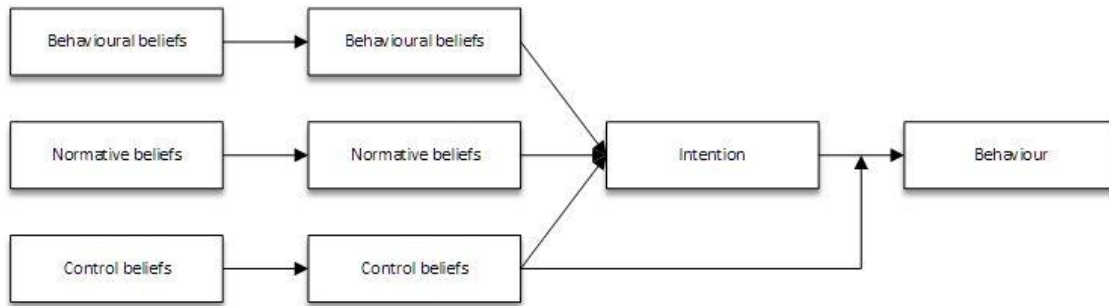 Behavioural beliefs
Behavioural beliefs
Normative beliefs
Normative beliefs
Intention
Behaviour
Control beliefs
Control beliefs